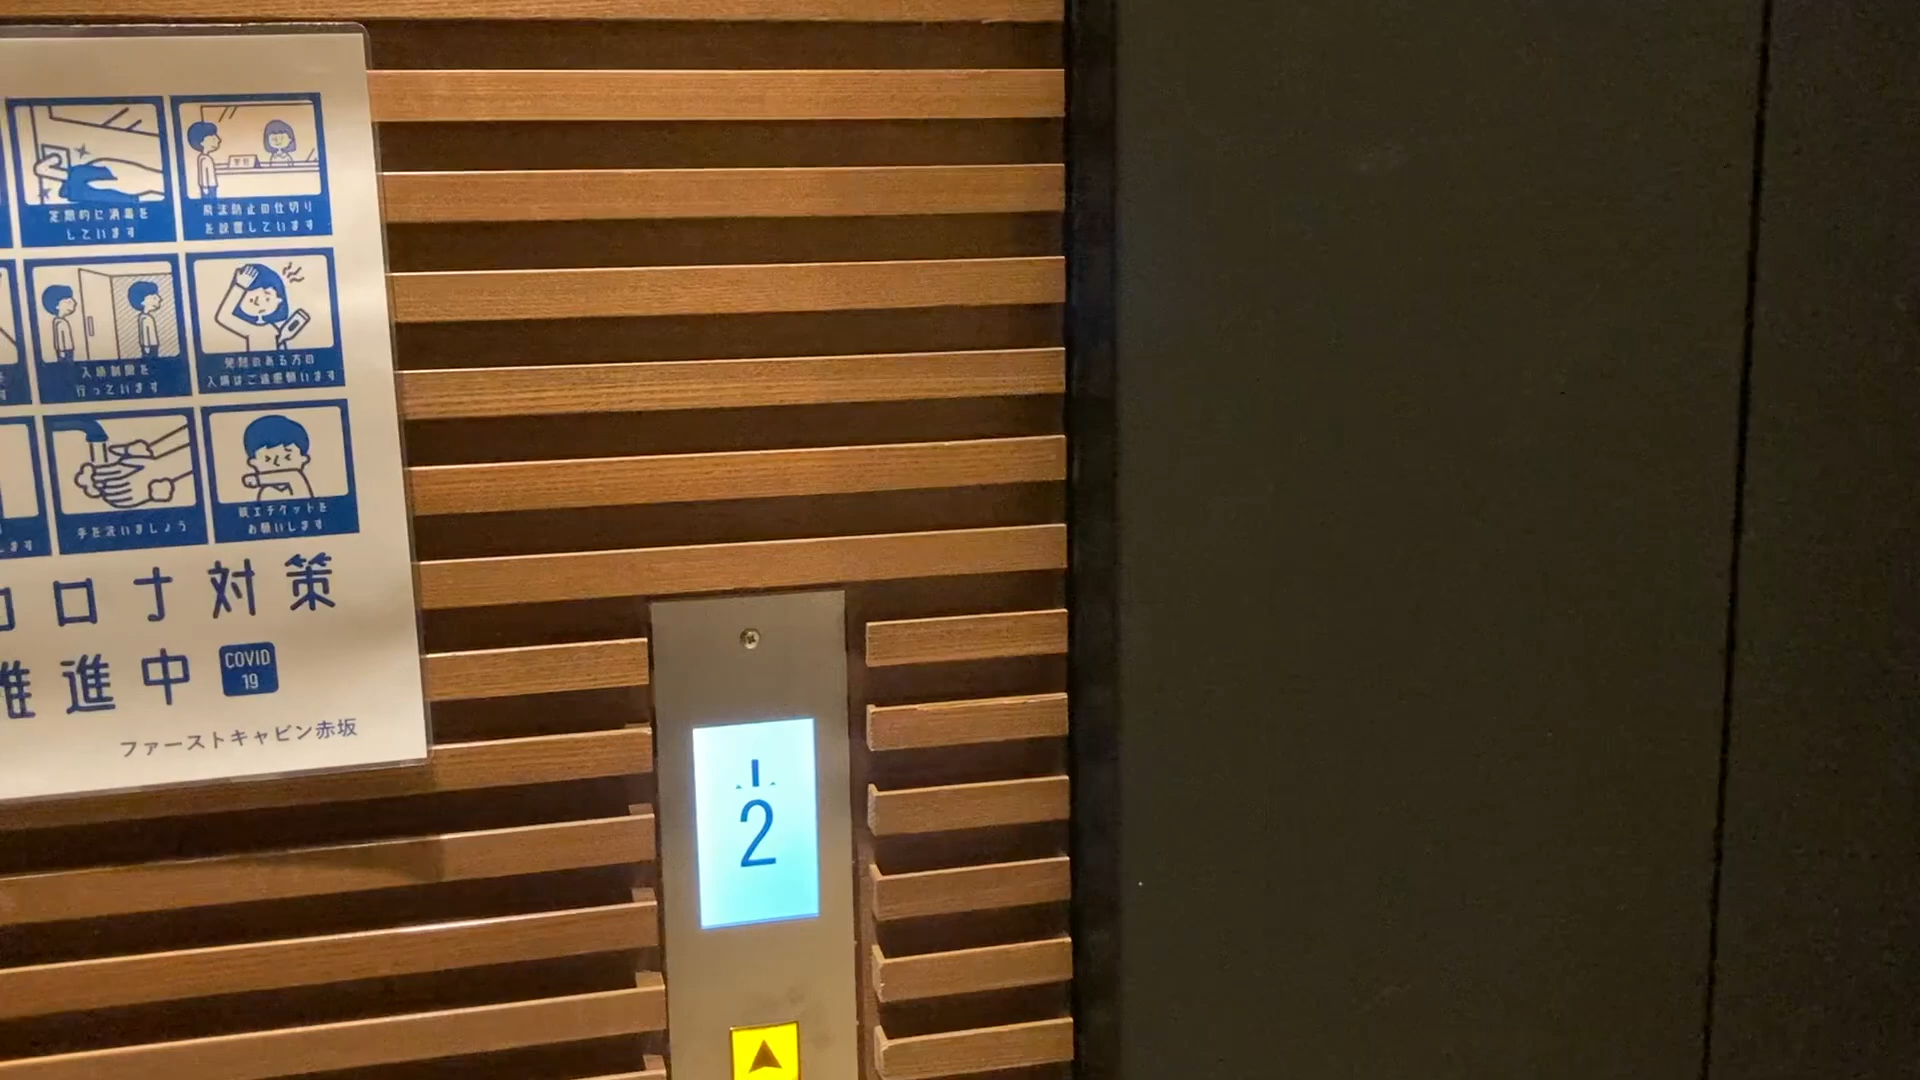 定期的に消毒を
しています
飛沫防止の仕切り
を設置しています
入場制限を
行っています
発熱のある方の
入場はご遠慮願います
手を洗いましょう
咳エチケットを
お願いします
ます
コロナ対策
推進中
COVID
19
ファーストキャビン赤坂
2